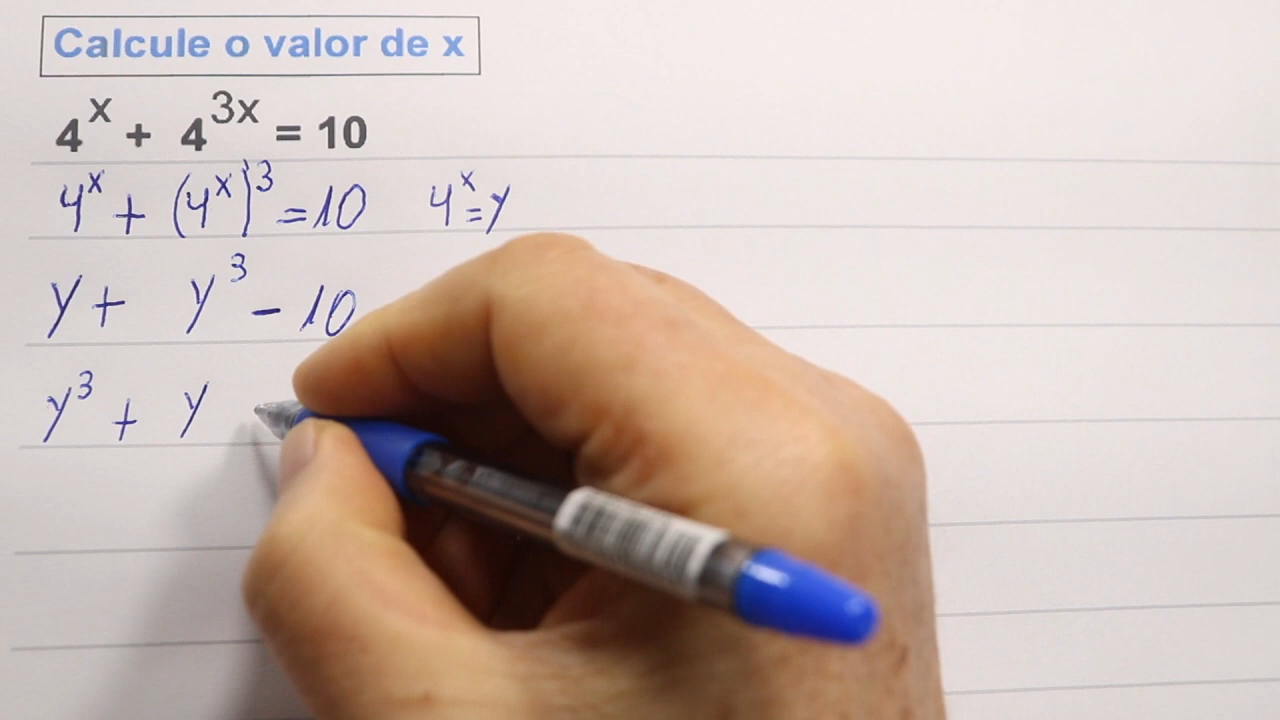 Calcule o valor de x
4^x + 4^3x = 10
4^x + (4^x)^3 = 10 4^x = y
y + y^3 - 10
y^3 + y